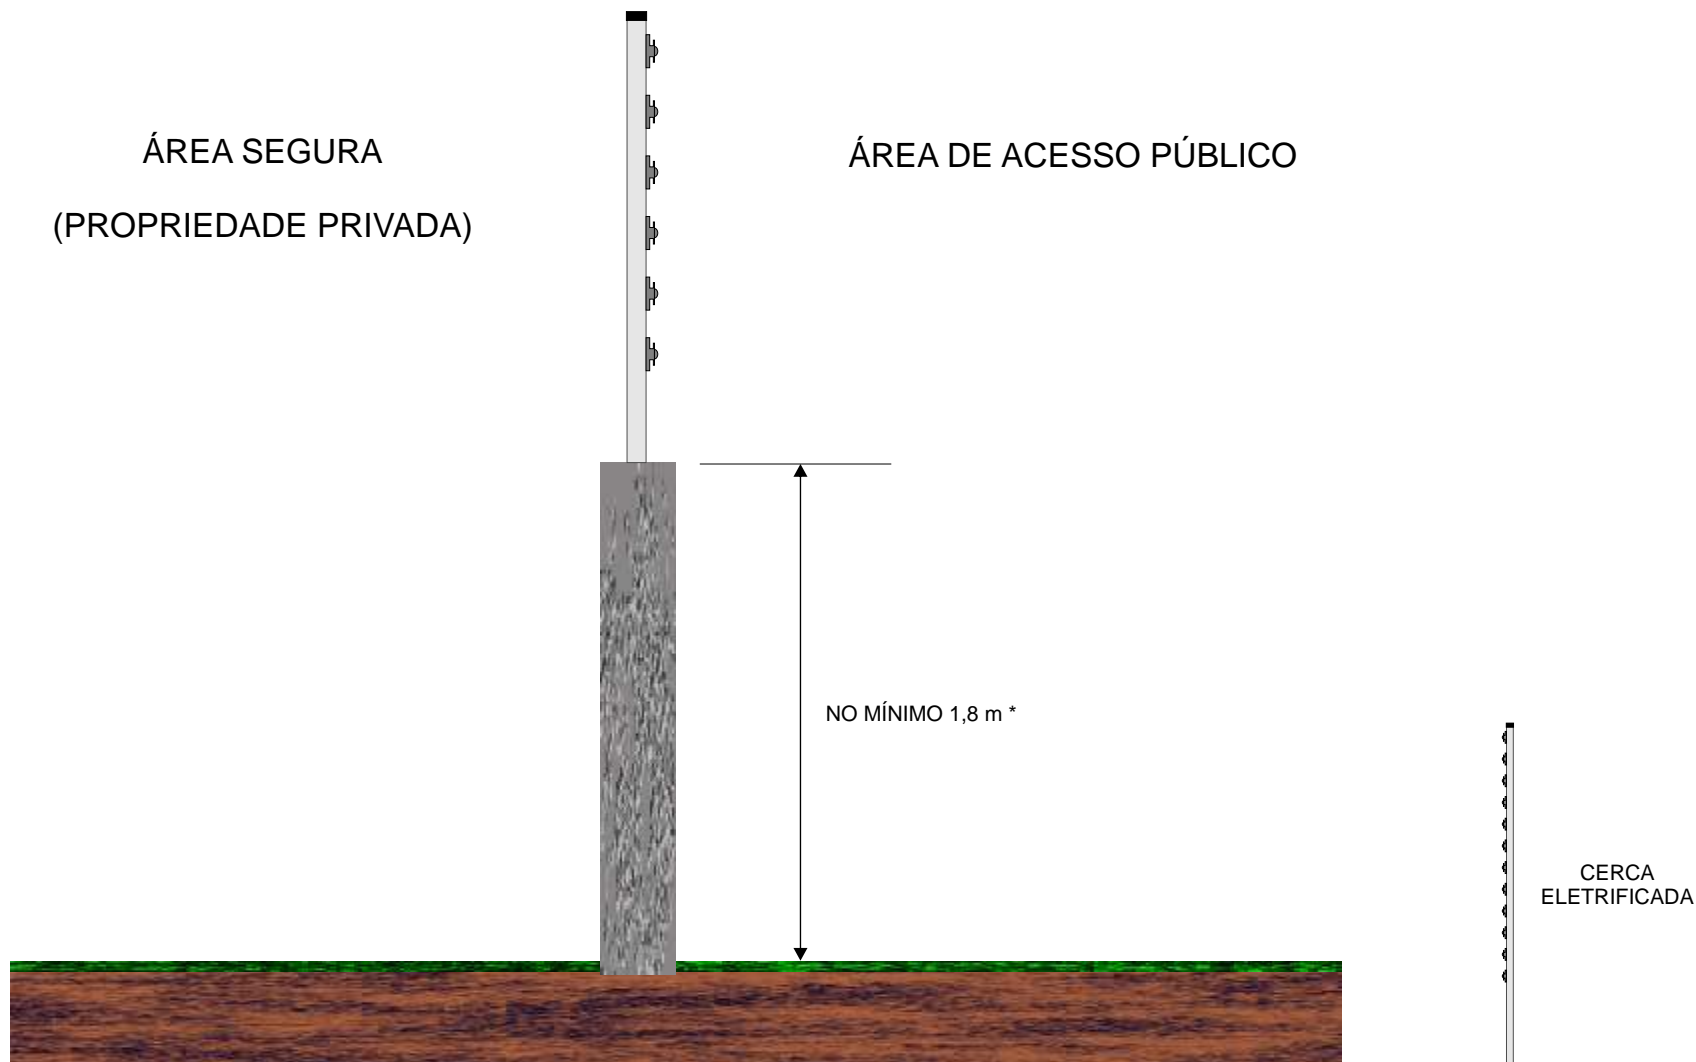 ÁREA SEGURA
(PROPRIEDADE PRIVADA)
ÁREA DE ACESSO PÚBLICO
NO MÍNIMO 1,8 m *
CERCA
ELETRIFICADA